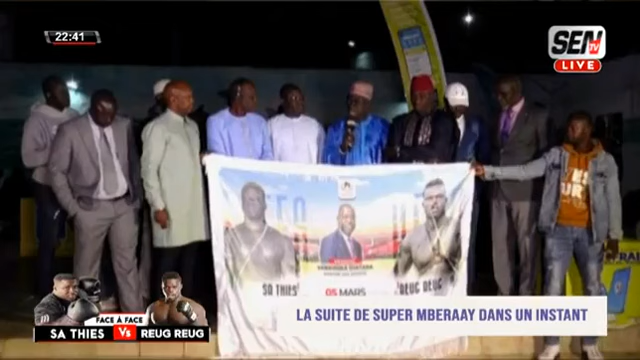 22:41
SEN
TV
LIVE
SA THIES
05 MARS
REUG REUG
FACE À FACE
SA THIES Vs REUG REUG
LA SUITE DE SUPER MBERAAY DANS UN INSTANT